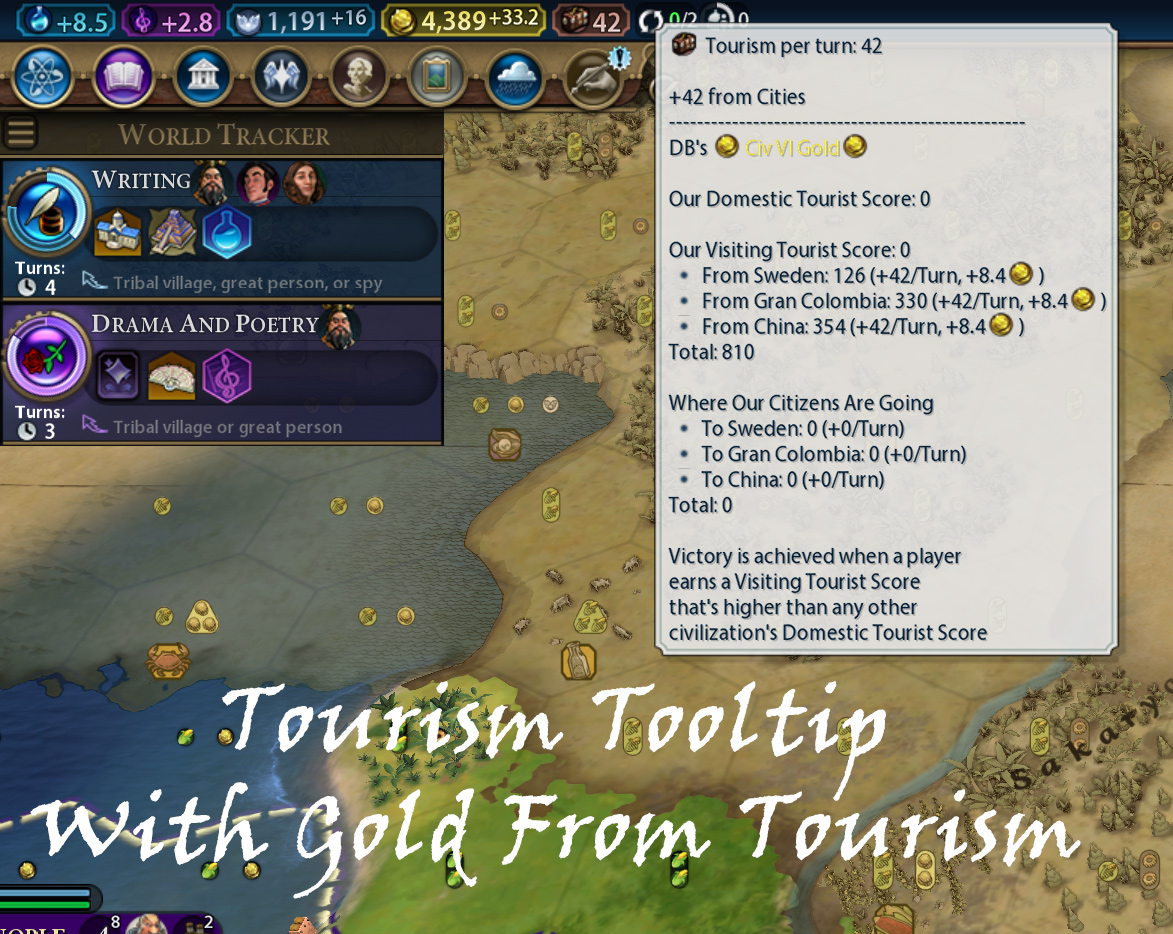 +8.5 +2.8 1,191 +16 4,389 +33.2 42 0/2 0
Tourism per turn: 42
+42 from Cities
DB's Civ VI Gold
Our Domestic Tourist Score: 0
Our Visiting Tourist Score: 0
From Sweden: 126 (+42/Turn, +8.4 )
From Gran Colombia: 330 (+42/Turn, +8.4 )
From China: 354 (+42/Turn, +8.4 )
Total: 810
Where Our Citizens Are Going
To Sweden: 0 (+0/Turn)
To Gran Colombia: 0 (+0/Turn)
To China: 0 (+0/Turn)
Total: 0
Victory is achieved when a player
earns a Visiting Tourist Score
that's higher than any other
civilization's Domestic Tourist Score
WORLD TRACKER
WRITING
Turns:
4
Tribal village, great person, or spy
DRAMA AND POETRY
Turns:
3
Tribal village or great person
Tourism Tooltip
With Gold From Tourism
8 2